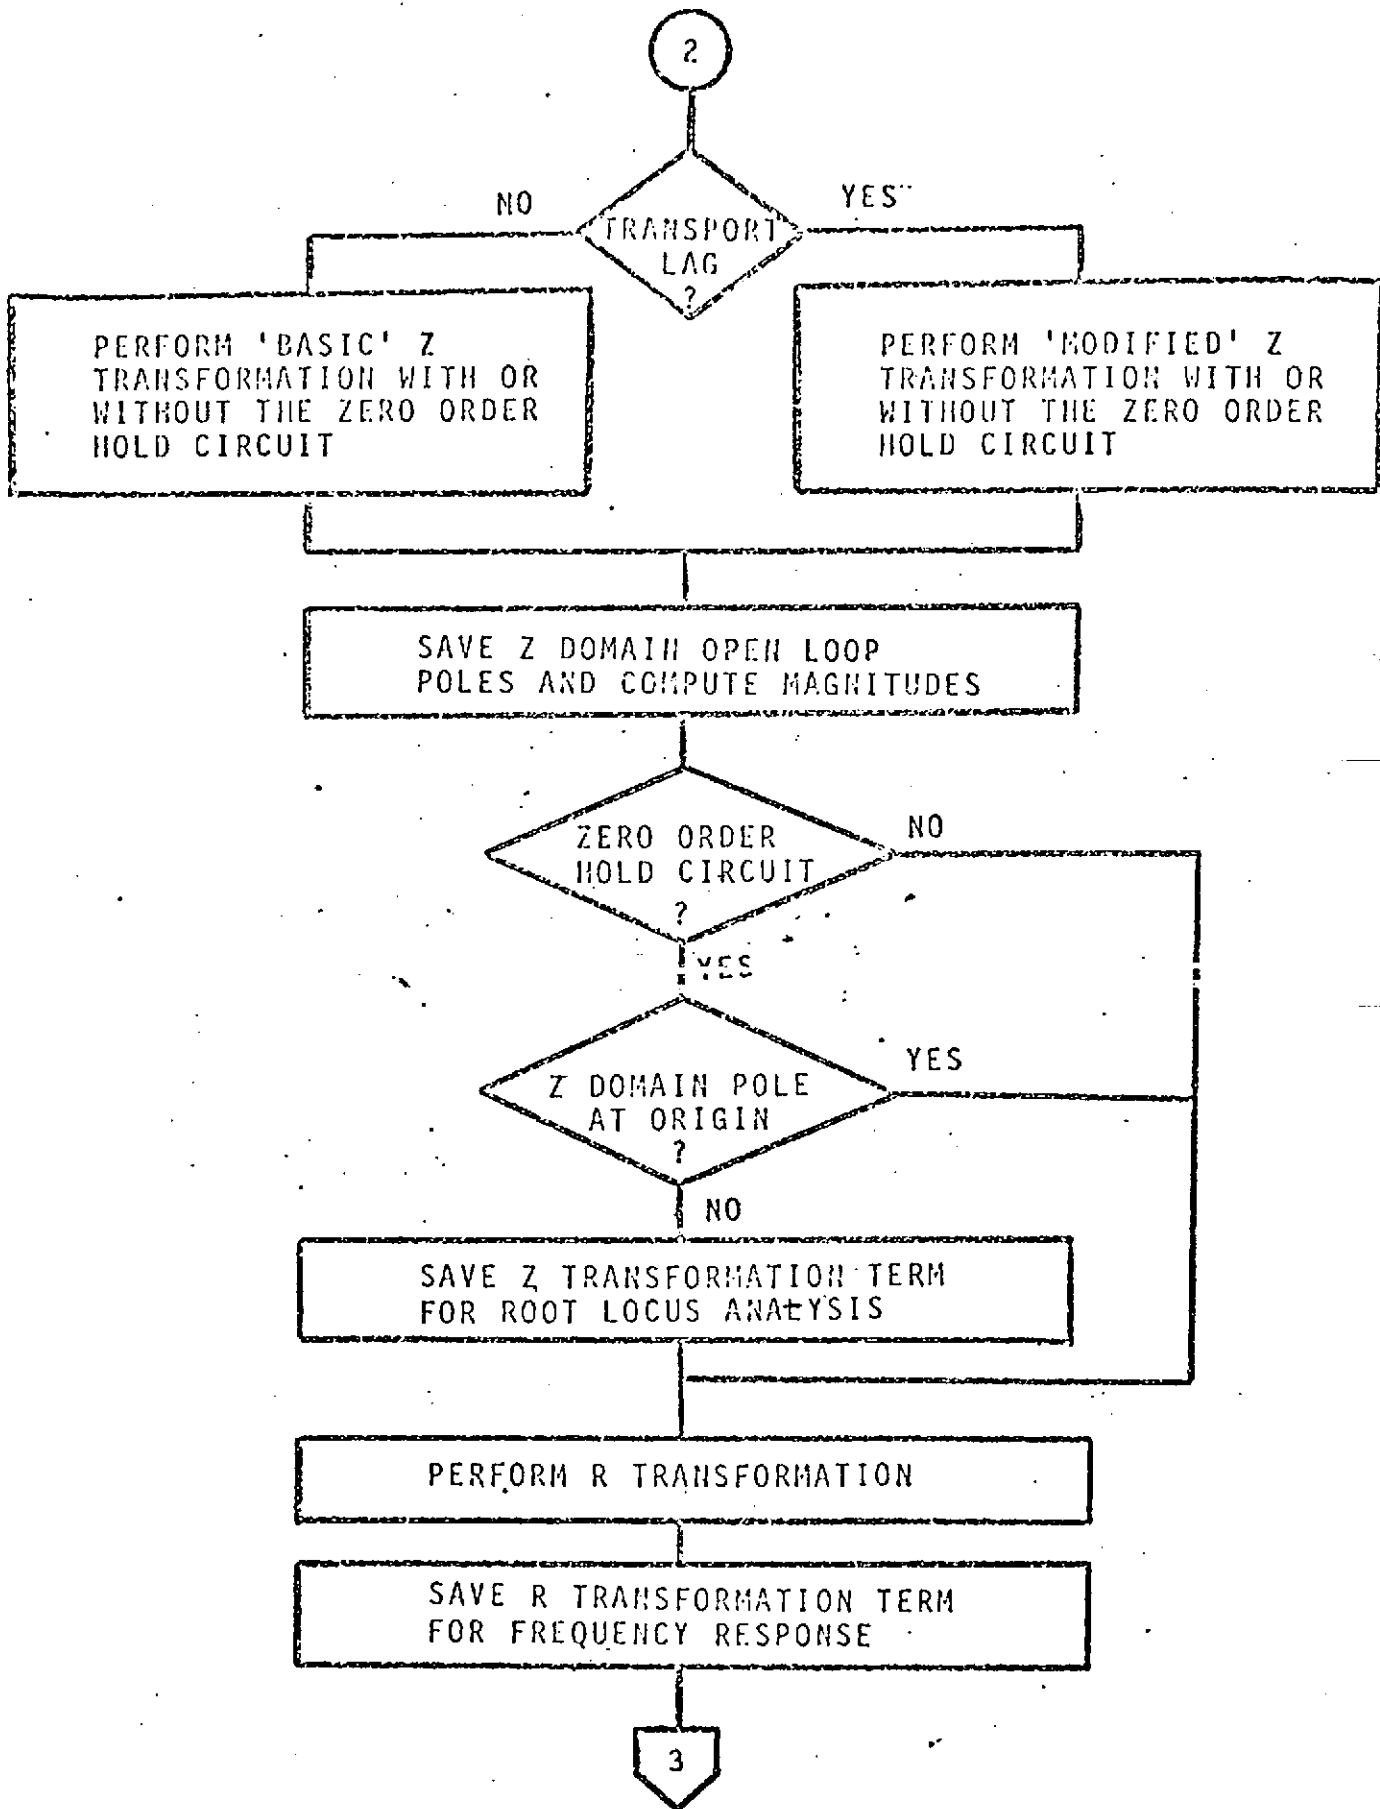 2
NO
YES
TRANSPORT
LAG
?
PERFORM 'BASIC' Z
TRANSFORMATION WITH OR
WITHOUT THE ZERO ORDER
HOLD CIRCUIT
PERFORM 'MODIFIED' Z
TRANSFORMATION WITH OR
WITHOUT THE ZERO ORDER
HOLD CIRCUIT
SAVE Z DOMAIN OPEN LOOP
POLES AND COMPUTE MAGNITUDES
ZERO ORDER
HOLD CIRCUIT
?
NO
YES
Z DOMAIN POLE
AT ORIGIN
?
YES
NO
SAVE Z TRANSFORMATION TERM
FOR ROOT LOCUS ANALYSIS
PERFORM R TRANSFORMATION
SAVE R TRANSFORMATION TERM
FOR FREQUENCY RESPONSE
3